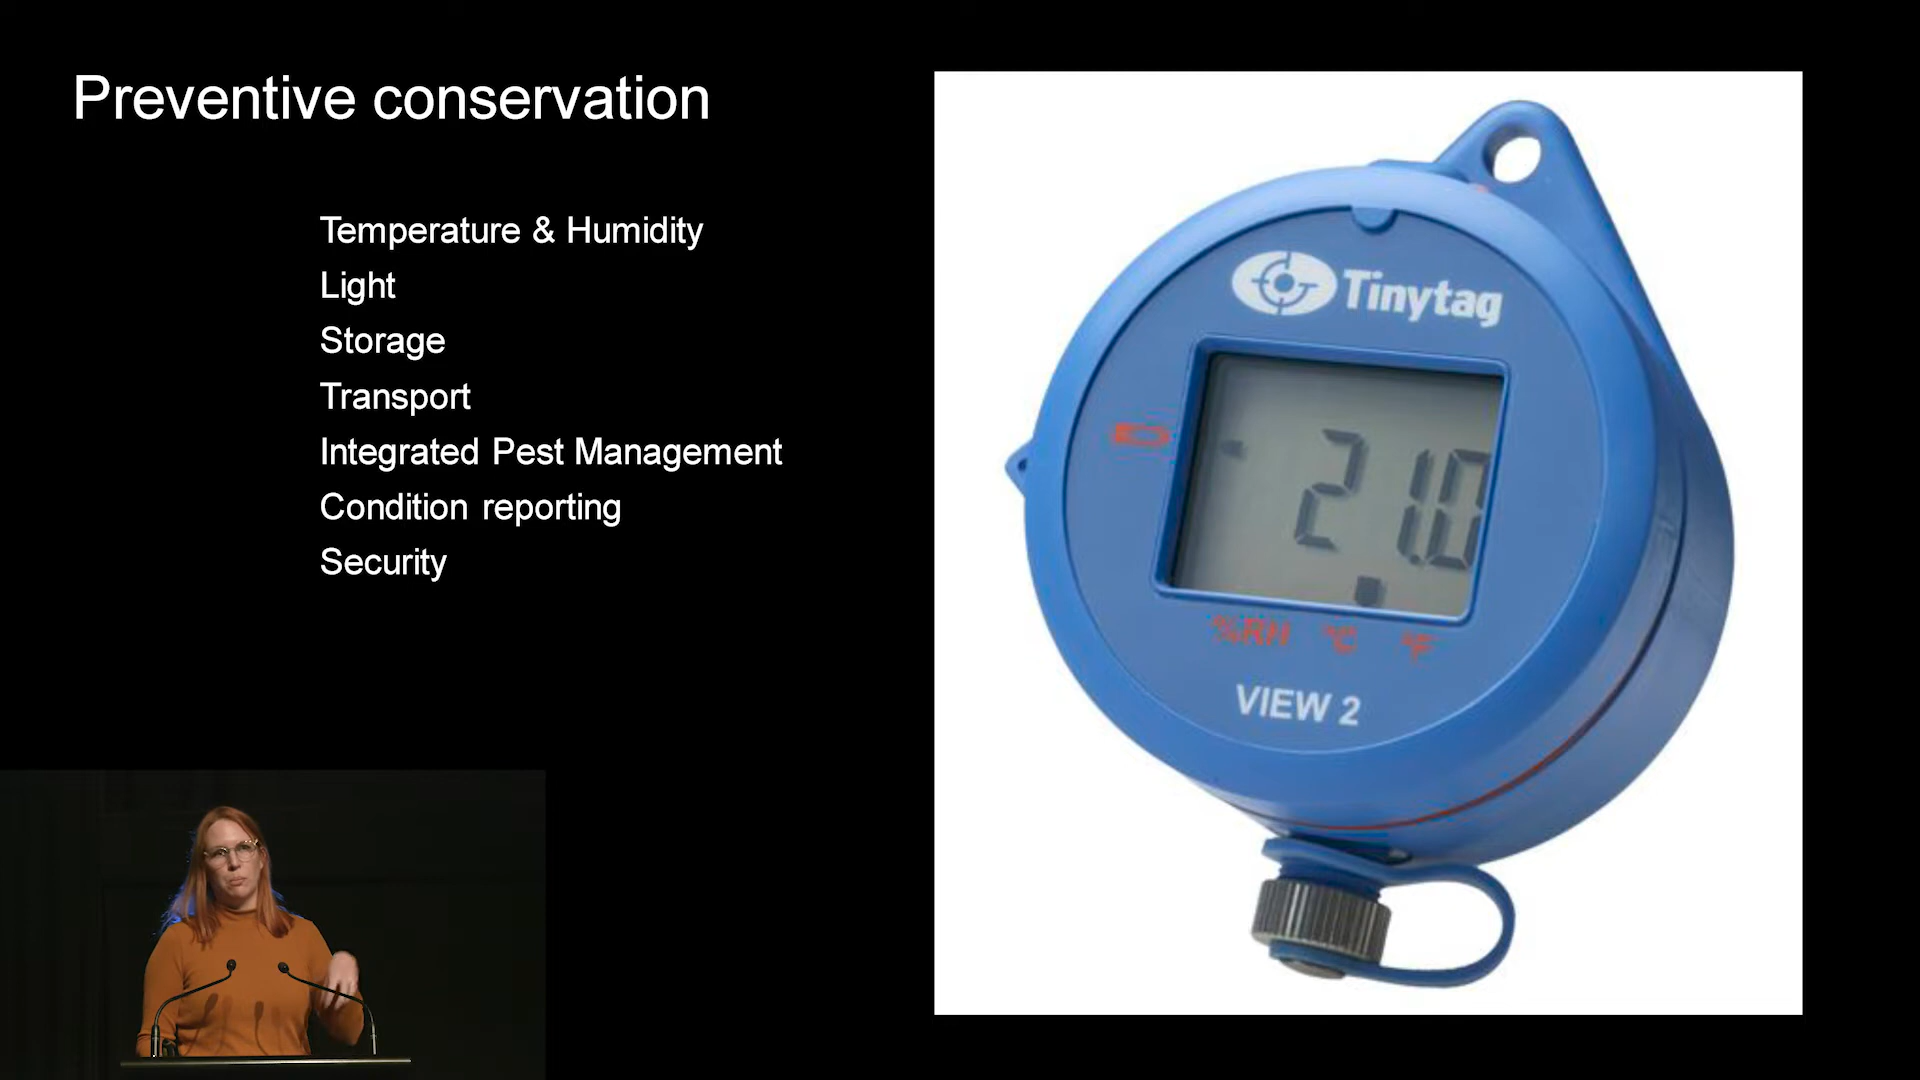 Preventive conservation
Temperature & Humidity
Light
Storage
Transport
Integrated Pest Management
Condition reporting
Security
Tinytag
21.0
%RH °C °F
VIEW 2